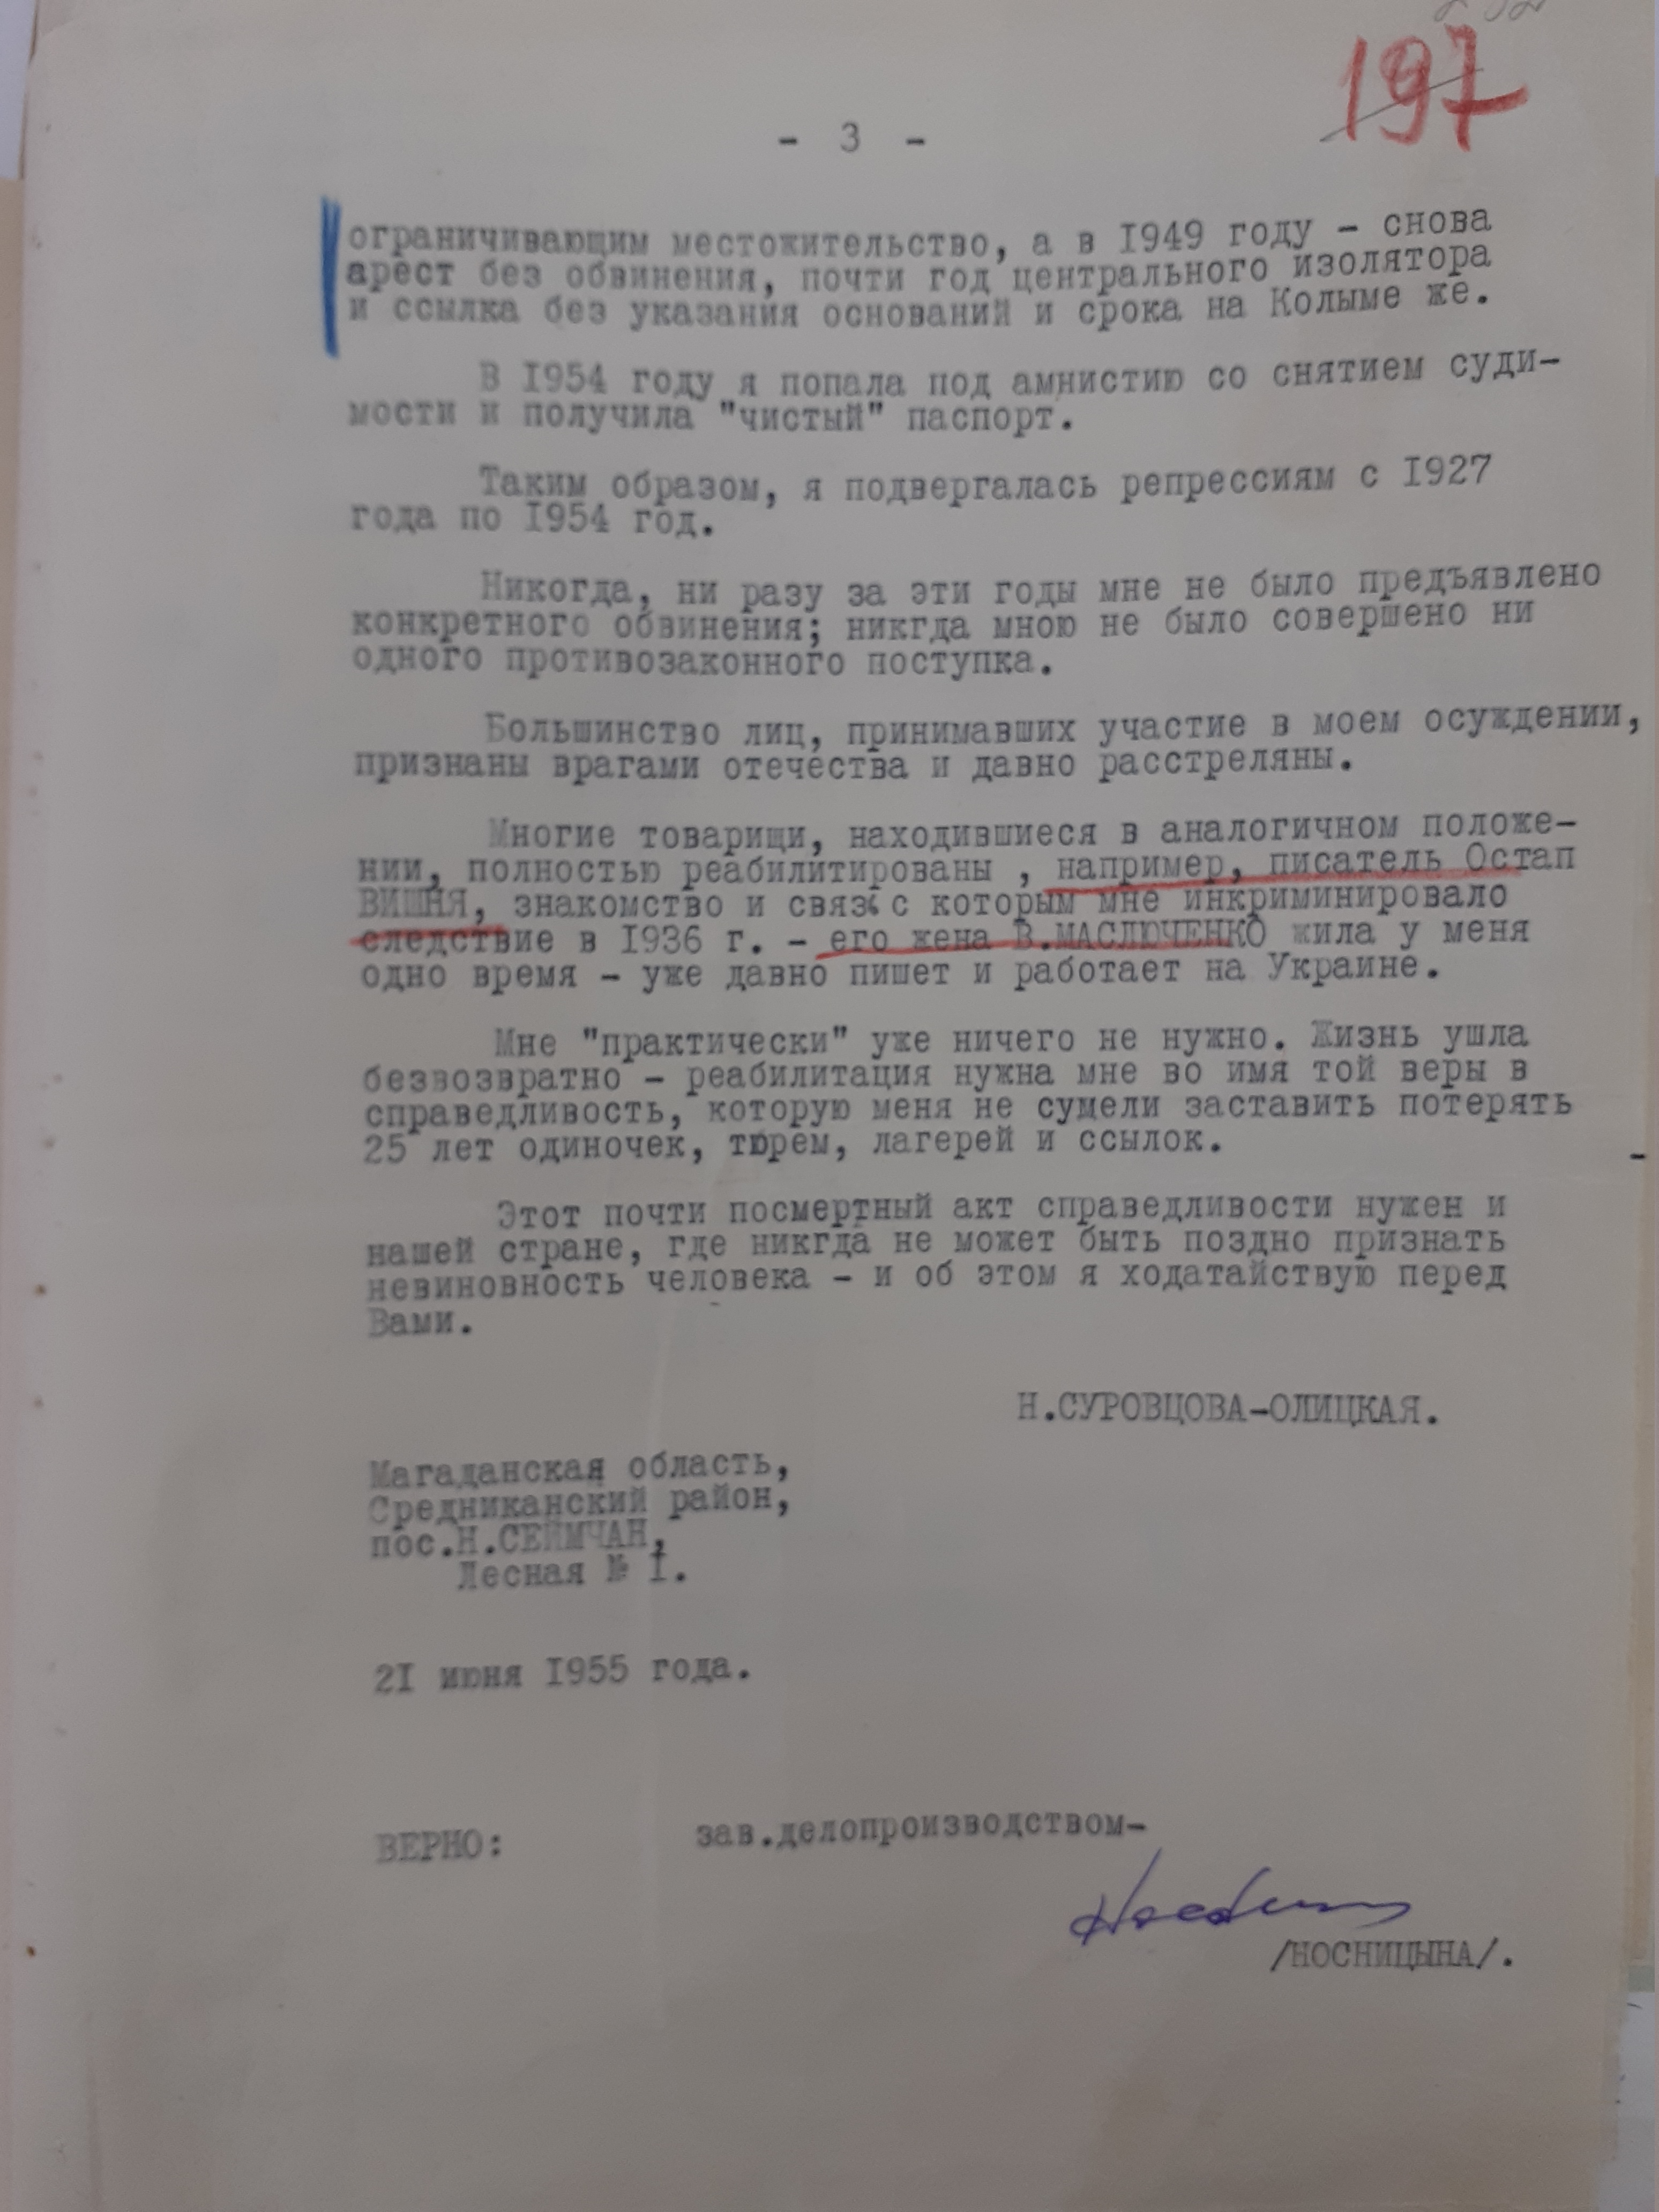 197
- 3 -
ограничивающим местожительство, а в 1949 году - снова
арест без обвинения, почти год центрального изолятора
и ссылка без указания оснований и срока на Колыме же.
В 1954 году я попала под амнистию со снятием суди-
мости и получила "чистый" паспорт.
Таким образом, я подвергалась репрессиям с 1927
года по 1954 год.
Никогда, ни разу за эти годы мне не было предъявлено
конкретного обвинения; никгда мною не было совершено ни
одного противозаконного поступка.
Большинство лиц, принимавших участие в моем осуждении,
признаны врагами отечества и давно расстреляны.
Многие товарищи, находившиеся в аналогичном положе-
нии, полностью реабилитированы , например, писатель Остап
ВИШНЯ, знакомство и связь с которым мне инкриминировало
следствие в 1936 г. - его жена В.МАСЛЮЧЕНКО жила у меня
одно время - уже давно пишет и работает на Украине.
Мне "практически" уже ничего не нужно. Жизнь ушла
безвозвратно - реабилитация нужна мне во имя той веры в
справедливость, которую меня не сумели заставить потерять
25 лет одиночек, тюрем, лагерей и ссылок.
Этот почти посмертный акт справедливости нужен и
нашей стране, где никгда не может быть поздно признать
невиновность человека - и об этом я ходатайствую перед
Вами.
Н.СУРОВЦОВА-ОЛИЦКАЯ.
Магаданская область,
Средниканский район,
пос.Н.СЕЙМЧАН,
Лесная № 1.
21 июня 1955 года.
ВЕРНО: зав.делопроизводством-
/НОСНИЦЫНА/.